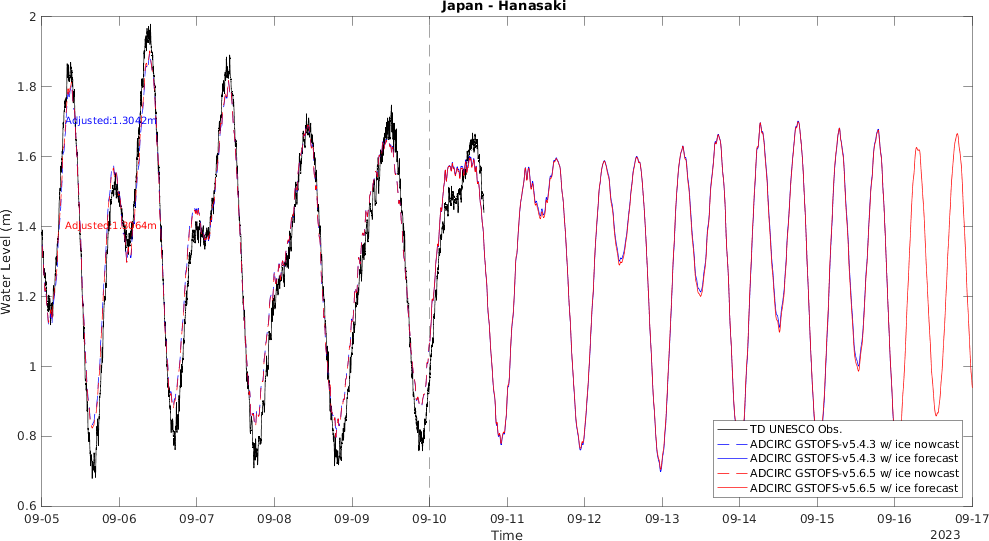 Japan - Hanasaki
Water Level (m)
2
1.8
1.6
1.4
1.2
1
0.8
0.6
Adjusted:1.3042m
Adjusted:1.3064m
TD UNESCO Obs.
ADCIRC GSTOFS-v5.4.3 w/ ice nowcast
ADCIRC GSTOFS-v5.4.3 w/ ice forecast
ADCIRC GSTOFS-v5.6.5 w/ ice nowcast
ADCIRC GSTOFS-v5.6.5 w/ ice forecast
09-05 09-06 09-07 09-08 09-09 09-10 09-11 09-12 09-13 09-14 09-15 09-16 09-17
Time
2023